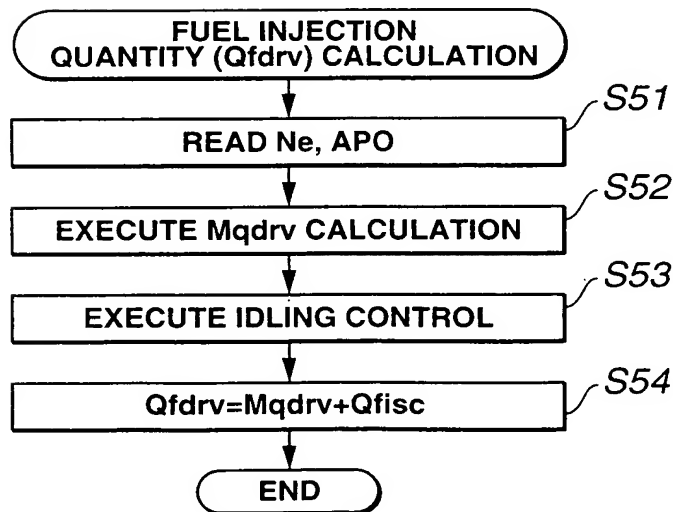 FUEL INJECTION
QUANTITY (Qfdrv) CALCULATION
S51
READ Ne, APO
S52
EXECUTE Mqdrv CALCULATION
S53
EXECUTE IDLING CONTROL
S54
Qfdrv=Mqdrv+Qfisc
END